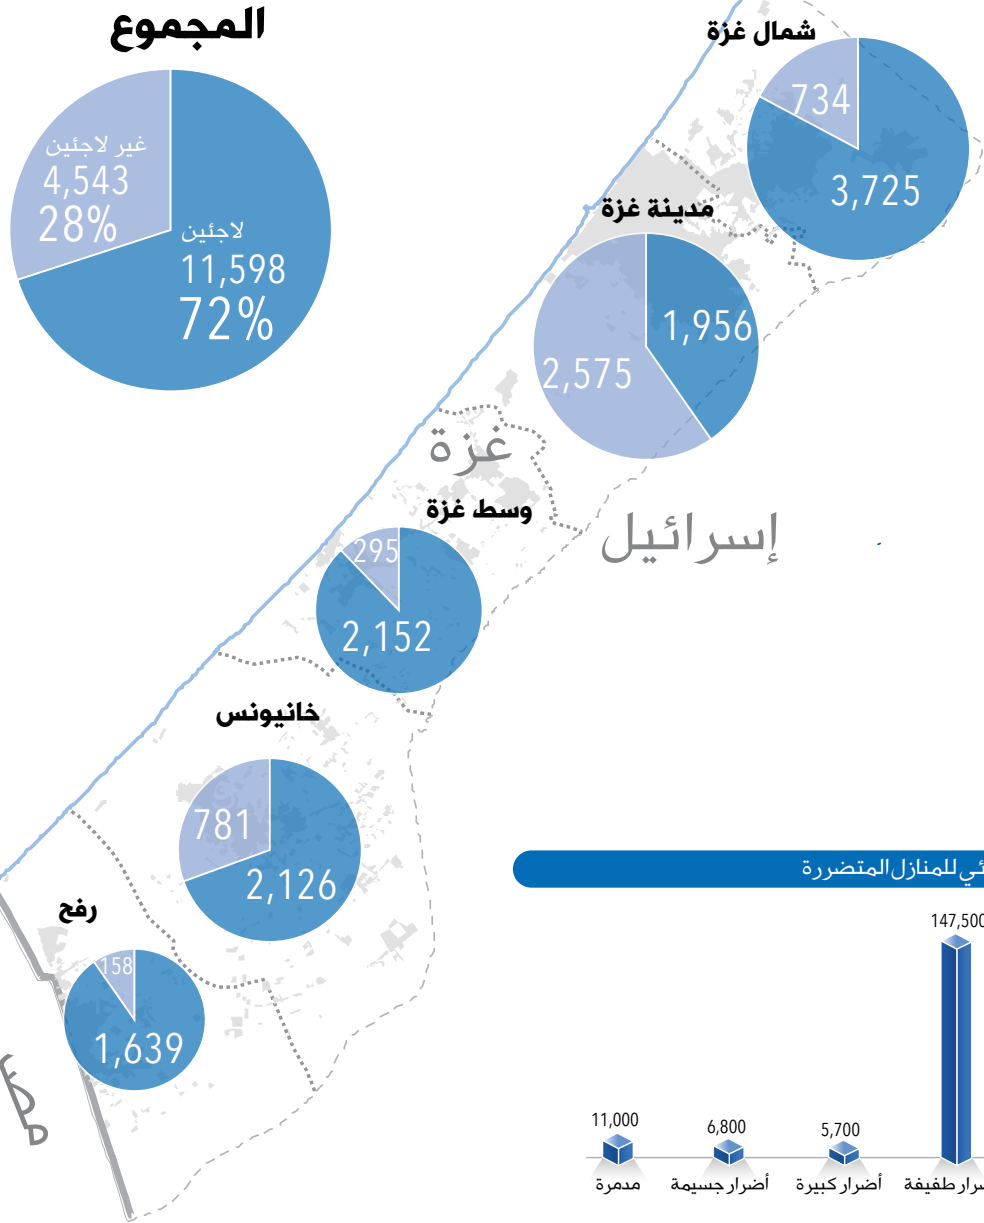 المجموع
غير لاجئين
4,543
28%
لاجئين
11,598
72%
شمال غزة
734
3,725
مدينة غزة
1,956
2,575
غزة
وسط غزة
295
2,152
إسرائيل
خانيونس
781
2,126
رفح
158
1,639
للمنازل المتضررة
147,500
11,000
6,800
5,700
مدمرة
أضرار جسيمة
أضرار كبيرة
طفيفة